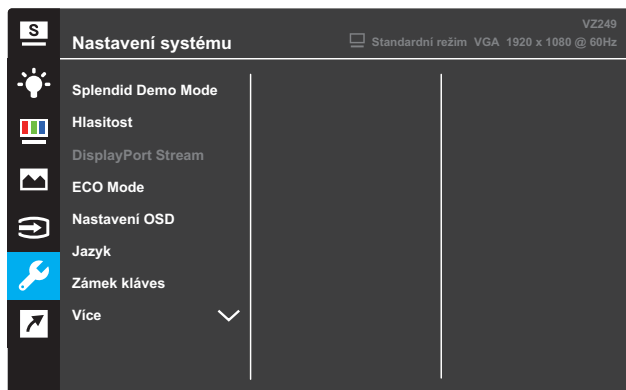 S
VZ249
Nastavení systému
Standardní režim VGA 1920 x 1080 @ 60Hz
Splendid Demo Mode
Hlasitost
DisplayPort Stream
ECO Mode
Nastavení OSD
Jazyk
Zámek kláves
Více